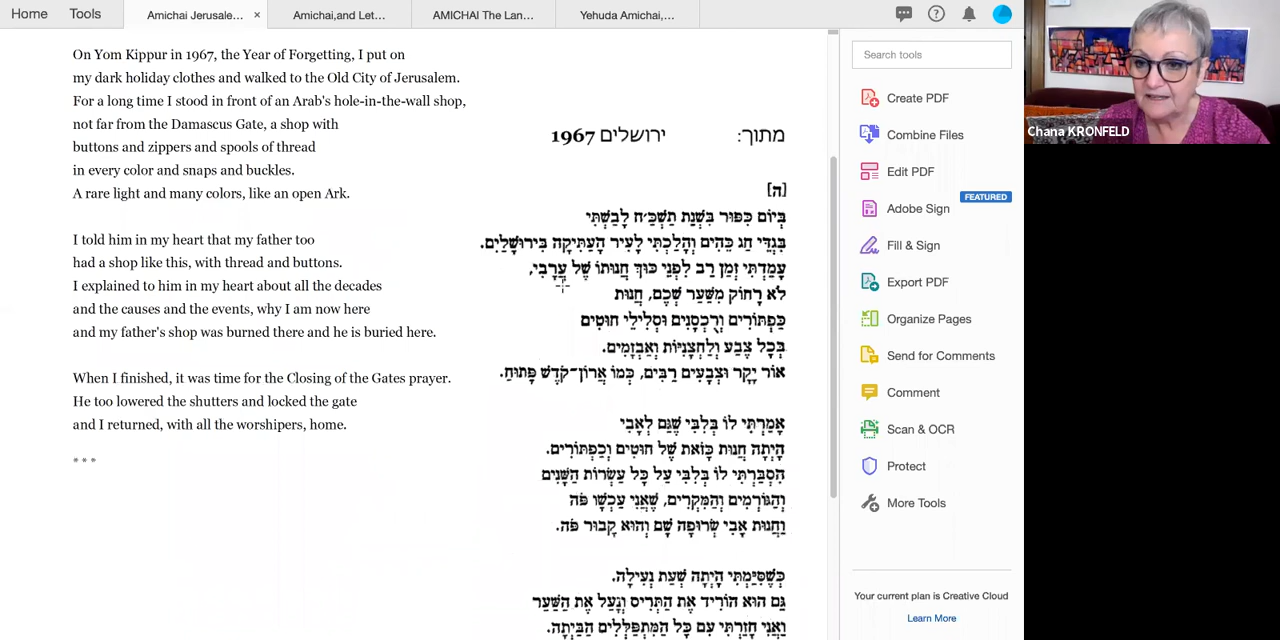 Home
Tools
Amichai Jerusale...
×
Amichai,and Let...
AMICHAI The Lan...
Yehuda Amichai,...
On Yom Kippur in 1967, the Year of Forgetting, I put on
my dark holiday clothes and walked to the Old City of Jerusalem.
For a long time I stood in front of an Arab's hole-in-the-wall shop,
not far from the Damascus Gate, a shop with
buttons and zippers and spools of thread
in every color and snaps and buckles.
A rare light and many colors, like an open Ark.
I told him in my heart that my father too
had a shop like this, with thread and buttons.
I explained to him in my heart about all the decades
and the causes and the events, why I am now here
and my father's shop was burned there and he is buried here.
When I finished, it was time for the Closing of the Gates prayer.
He too lowered the shutters and locked the gate
and I returned, with all the worshipers, home.
* * *
מתוך: ירושלים 1967
[ה]
בְּיוֹם כִּפּוּר בִּשְׁנַת תַּשְׁכַּ״ח לָבַשְׁתִּי
בִּגְדֵי חַג כֵּהִים וְהָלַכְתִּי לָעִיר הָעַתִּיקָה בִּירוּשָׁלַיִם.
עָמַדְתִּי זְמַן רַב לִפְנֵי כּוּךְ חֲנוּתוֹ שֶׁל עֲרָבִי,
לֹא רָחוֹק מִשַּׁעַר שְׁכֶם, חֲנוּת
כַּפְתּוֹרִים וְרָכְסָנִים וּסְלִילֵי חוּטִים
בְּכָל צֶבַע וְלַחְצָנִיּוֹת וְאַבְזָמִים.
אוֹר יָקָר וּצְבָעִים רַבִּים, כְּמוֹ אֲרוֹן־קֹדֶשׁ פָּתוּחַ.
אָמַרְתִּי לוֹ בְּלִבִּי שֶׁגַּם לְאָבִי
הָיְתָה חֲנוּת כָּזֹאת שֶׁל חוּטִים וְכַפְתּוֹרִים.
הִסְבַּרְתִּי לוֹ בְּלִבִּי עַל כָּל עַשְׂרוֹת הַשָּׁנִים
וְהַגּוֹרְמִים וְהַמִּקְרִים, שֶׁאֲנִי עַכְשָׁו פֹּה
וַחֲנוּת אָבִי שְׂרוּפָה שָׁם וְהוּא קָבוּר פֹּה.
כְּשֶׁסִּיַּמְתִּי הָיְתָה שְׁעַת נְעִילָה.
גַּם הוּא הוֹרִיד אֶת הַתְּרִיס וְנָעַל אֶת הַשַּׁעַר
וַאֲנִי חָזַרְתִּי עִם כָּל הַמִּתְפַּלְּלִים הַבַּיְתָה.
Search tools
Create PDF
Combine Files
Edit PDF
FEATURED
Adobe Sign
Fill & Sign
Export PDF
Organize Pages
Send for Comments
Comment
Scan & OCR
Protect
More Tools
Your current plan is Creative Cloud
Learn More
Chana KRONFELD